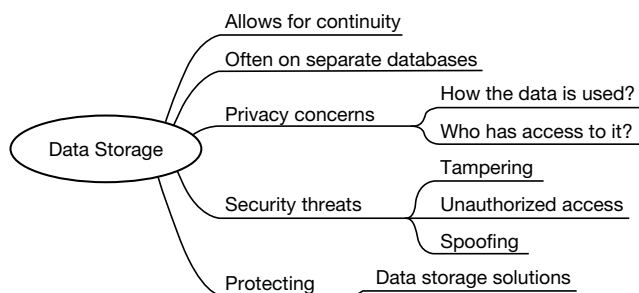 Data Storage
Allows for continuity
Often on separate databases
Privacy concerns
How the data is used?
Who has access to it?
Security threats
Tampering
Unauthorized access
Spoofing
Protecting
Data storage solutions